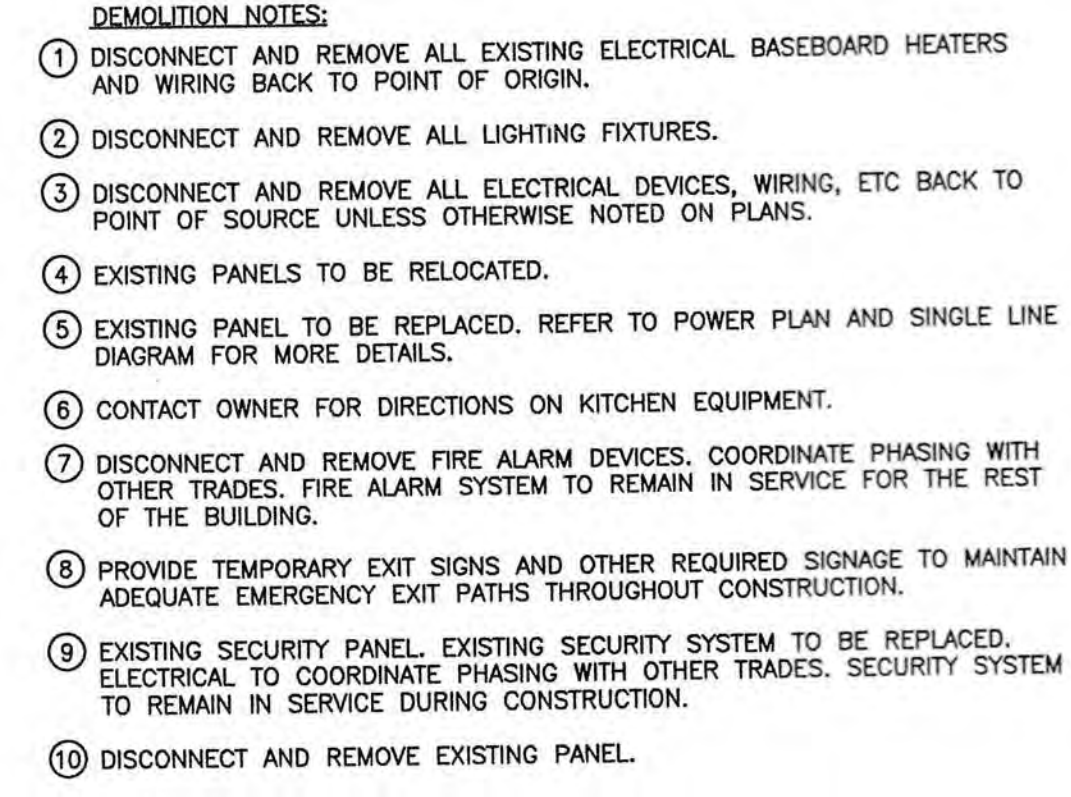 DEMOLITION NOTES:
1 DISCONNECT AND REMOVE ALL EXISTING ELECTRICAL BASEBOARD HEATERS
AND WIRING BACK TO POINT OF ORIGIN.
2 DISCONNECT AND REMOVE ALL LIGHTING FIXTURES.
3 DISCONNECT AND REMOVE ALL ELECTRICAL DEVICES, WIRING, ETC BACK TO
POINT OF SOURCE UNLESS OTHERWISE NOTED ON PLANS.
4 EXISTING PANELS TO BE RELOCATED.
5 EXISTING PANEL TO BE REPLACED. REFER TO POWER PLAN AND SINGLE LINE
DIAGRAM FOR MORE DETAILS.
6 CONTACT OWNER FOR DIRECTIONS ON KITCHEN EQUIPMENT.
7 DISCONNECT AND REMOVE FIRE ALARM DEVICES. COORDINATE PHASING WITH
OTHER TRADES. FIRE ALARM SYSTEM TO REMAIN IN SERVICE FOR THE REST
OF THE BUILDING.
8 PROVIDE TEMPORARY EXIT SIGNS AND OTHER REQUIRED SIGNAGE TO MAINTAIN
ADEQUATE EMERGENCY EXIT PATHS THROUGHOUT CONSTRUCTION.
9 EXISTING SECURITY PANEL. EXISTING SECURITY SYSTEM TO BE REPLACED.
ELECTRICAL TO COORDINATE PHASING WITH OTHER TRADES. SECURITY SYSTEM
TO REMAIN IN SERVICE DURING CONSTRUCTION.
10 DISCONNECT AND REMOVE EXISTING PANEL.